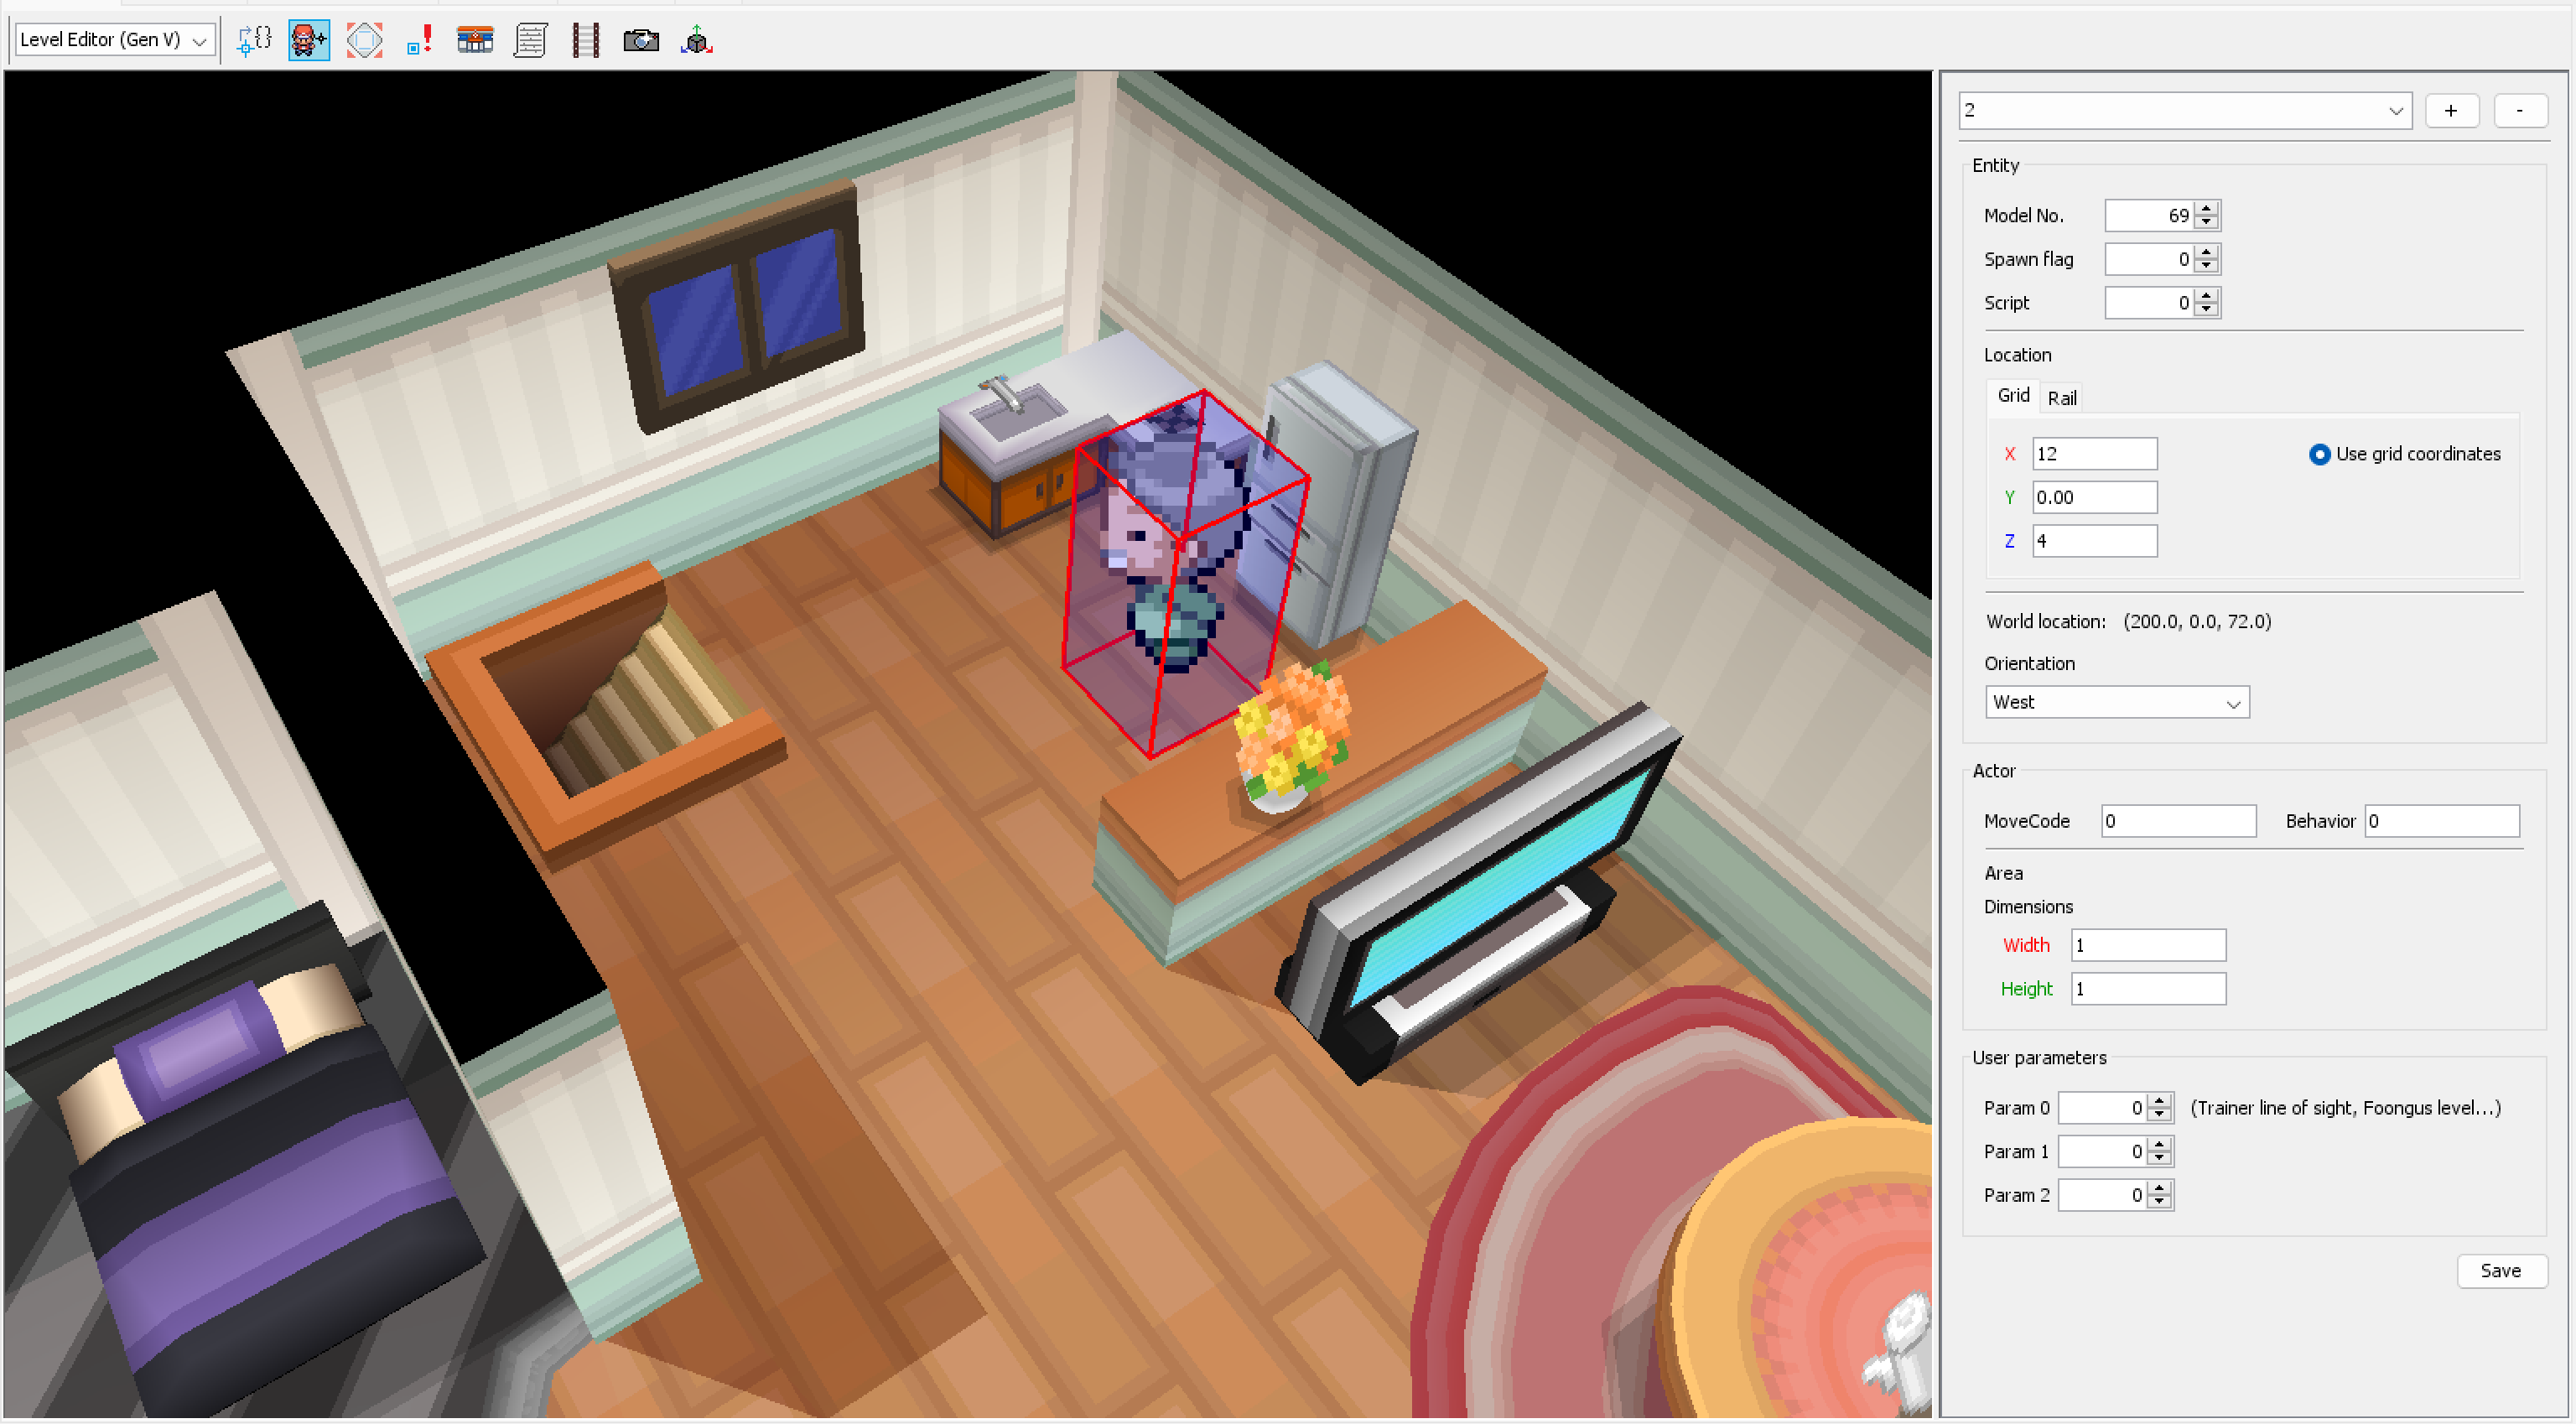 Level Editor (Gen V)
2
+
-
Entity
Model No. 69
Spawn flag 0
Script 0
Location
Grid Rail
X 12
Use grid coordinates
Y 0.00
Z 4
World location: (200.0, 0.0, 72.0)
Orientation
West
Actor
MoveCode 0 Behavior 0
Area
Dimensions
Width 1
Height 1
User parameters
Param 0 0 (Trainer line of sight, Foongus level...)
Param 1 0
Param 2 0
Save